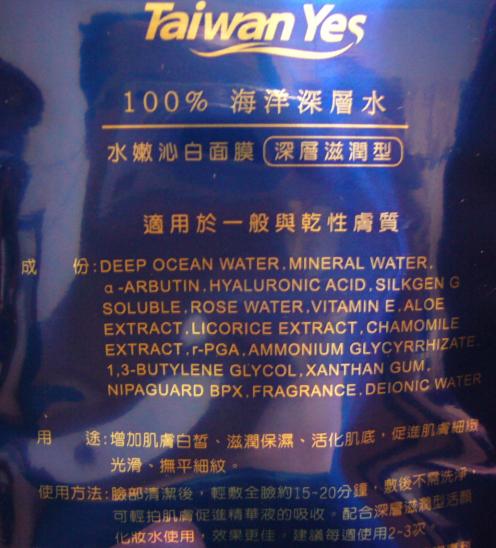 Taiwan Yes
100% 海洋深層水
水嫩沁白面膜 深層滋潤型
適用於一般與乾性膚質
成 份:DEEP OCEAN WATER.MINERAL WATER.
α-ARBUTIN.HYALURONIC ACID.SILKGEN G
SOLUBLE.ROSE WATER.VITAMIN E.ALOE
EXTRACT.LICORICE EXTRACT.CHAMOMILE
EXTRACT.r-PGA.AMMONIUM GLYCYRRHIZATE.
1,3-BUTYLENE GLYCOL.XANTHAN GUM.
NIPAGUARD BPX.FRAGRANCE.DEIONIC WATER
用 途:增加肌膚白皙、滋潤保濕、活化肌底，促進肌膚細緻
光滑、撫平細紋。
使用方法:臉部清潔後，輕敷全臉約15-20分鐘，敷後不需洗淨，
可輕拍肌膚促進精華液的吸收。配合深層滋潤型活顏
化妝水使用，效果更佳，建議每週使用2-3次